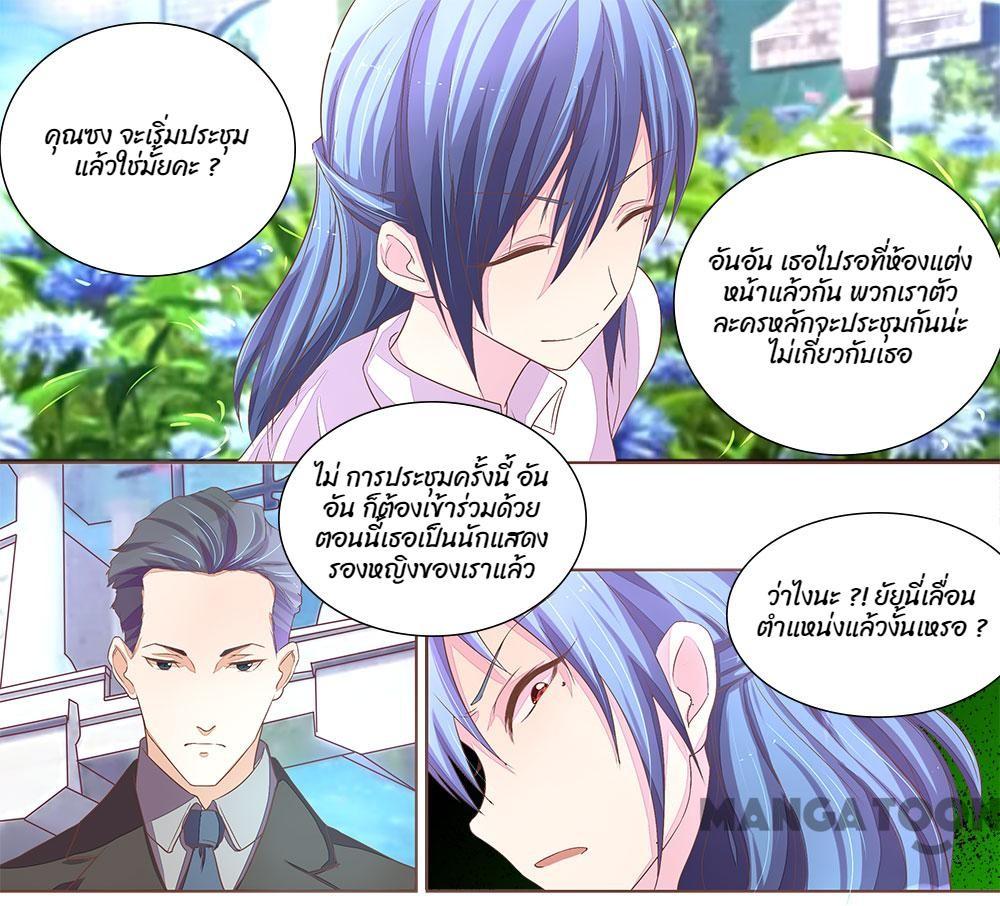 คุณซง จะเริ่มประชุม
แล้วใช่มั้ยคะ ?
อันอัน เธอไปรอที่ห้องแต่ง
หน้าแล้วกัน พวกเราตัว
ละครหลักจะประชุมกันน่ะ
ไม่เกี่ยวกับเธอ
ไม่ การประชุมครั้งนี้ อัน
อัน ก็ต้องเข้าร่วมด้วย
ตอนนี้เธอเป็นนักแสดง
รองหญิงของเราแล้ว
ว่าไงนะ ?! ยัยนี่เลื่อน
ตำแหน่งแล้วงั้นเหรอ ?
MANGATOON